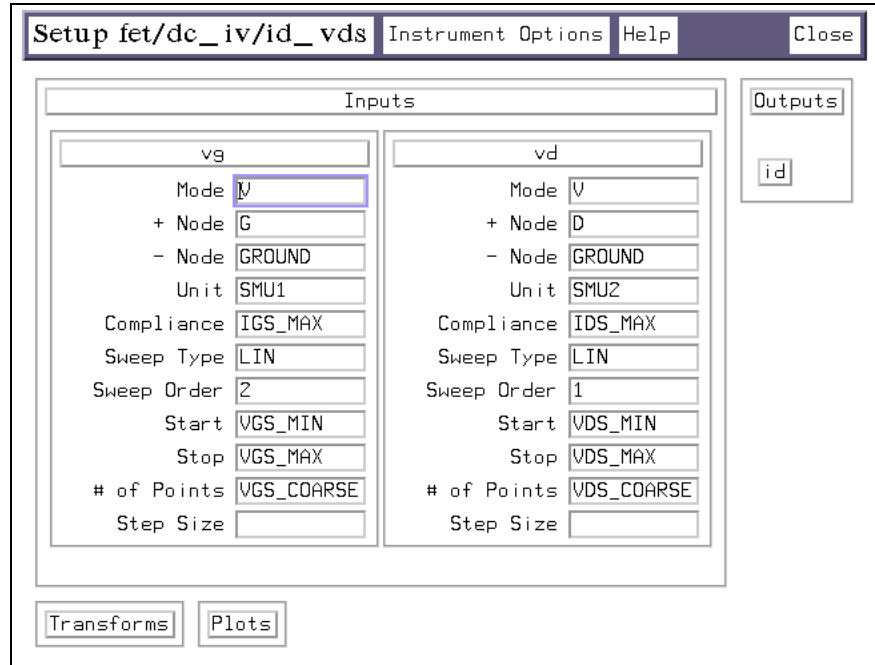 Setup fet/dc_iv/id_vds Instrument Options Help Close
Inputs Outputs
vg vd
id
Mode V Mode V
+ Node G + Node D
- Node GROUND - Node GROUND
Unit SMU1 Unit SMU2
Compliance IGS_MAX Compliance IDS_MAX
Sweep Type LIN Sweep Type LIN
Sweep Order 2 Sweep Order 1
Start VGS_MIN Start VDS_MIN
Stop VGS_MAX Stop VDS_MAX
# of Points VGS_COARSE # of Points VDS_COARSE
Step Size Step Size
Transforms Plots